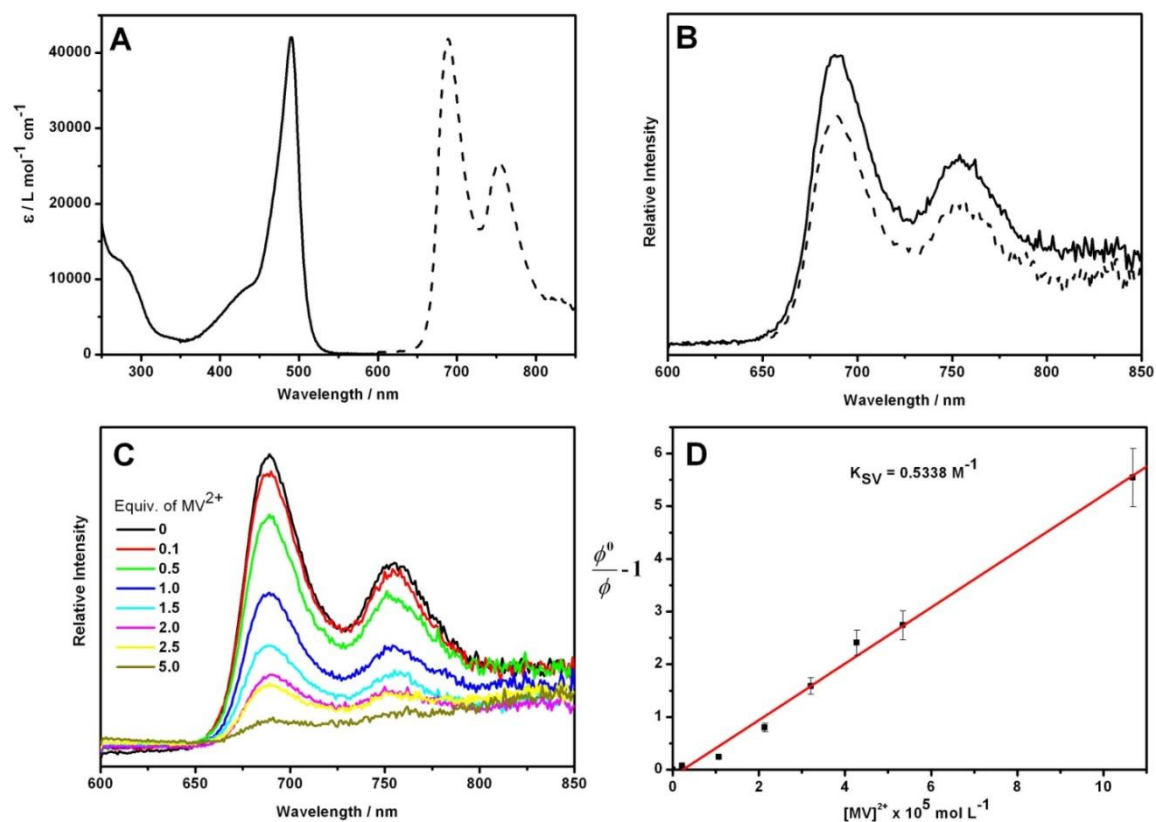 A
ε / L mol⁻¹ cm⁻¹
40000
30000
20000
10000
0
300 400 500 600 700 800
Wavelength / nm
B
Relative Intensity
600 650 700 750 800 850
Wavelength / nm
C
Relative Intensity
Equiv. of MV²⁺
0
0.1
0.5
1.0
1.5
2.0
2.5
5.0
600 650 700 750 800 850
Wavelength / nm
D
K_SV = 0.5338 M⁻¹
ϕ⁰/ϕ -1
6
5
4
3
2
1
0
0 2 4 6 8 10
[MV]²⁺ x 10⁵ mol L⁻¹